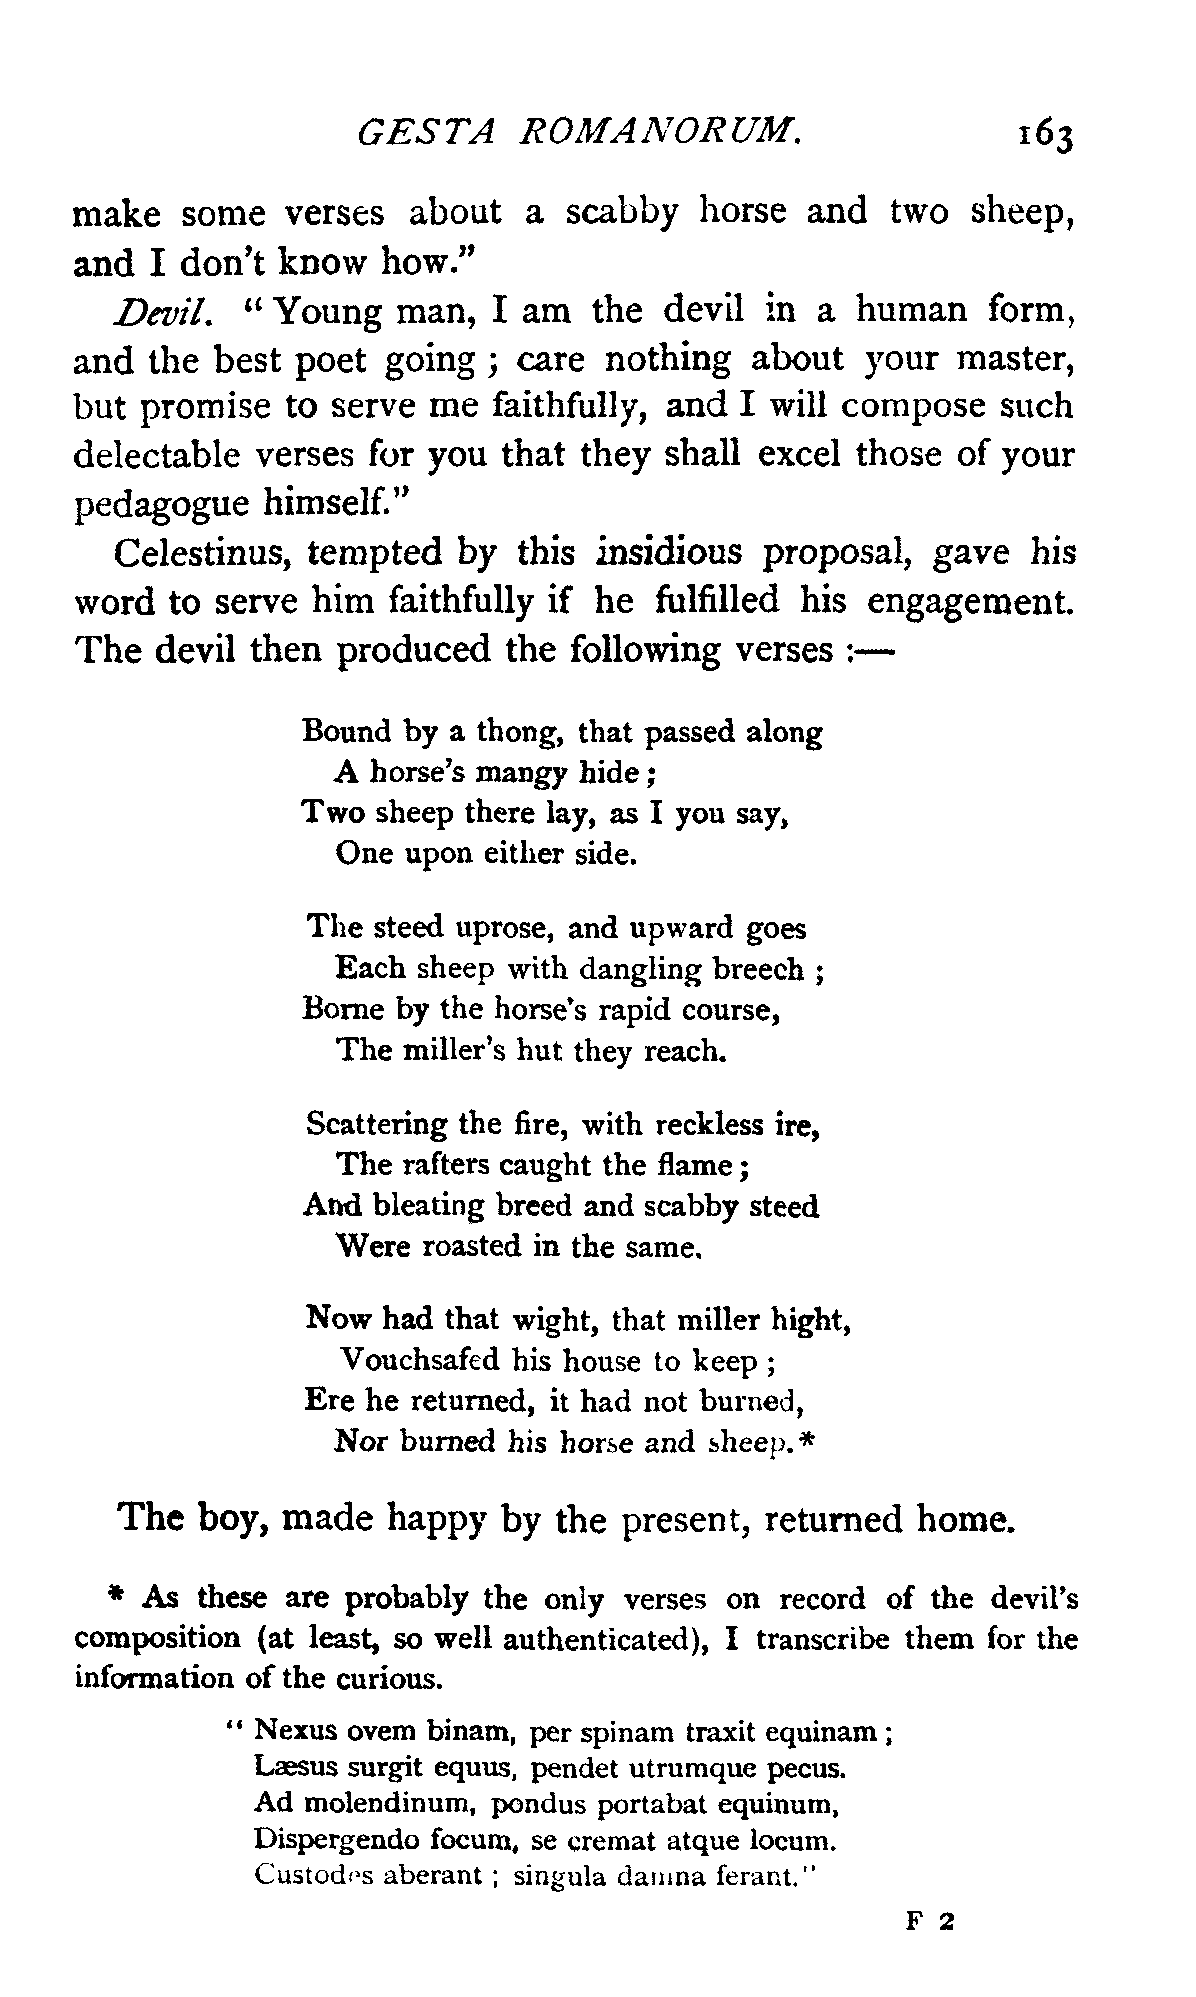 GESTA ROMANORUM. 163
make some verses about a scabby horse and two sheep,
and I don't know how."
Devil. "Young man, I am the devil in a human form,
and the best poet going; care nothing about your master,
but promise to serve me faithfully, and I will compose such
delectable verses for you that they shall excel those of your
pedagogue himself."
Celestinus, tempted by this insidious proposal, gave his
word to serve him faithfully if he fulfilled his engagement.
The devil then produced the following verses:—
Bound by a thong, that passed along
A horse's mangy hide;
Two sheep there lay, as I you say,
One upon either side.
The steed uprose, and upward goes
Each sheep with dangling breech;
Borne by the horse's rapid course,
The miller's hut they reach.
Scattering the fire, with reckless ire,
The rafters caught the flame;
And bleating breed and scabby steed
Were roasted in the same.
Now had that wight, that miller hight,
Vouchsafed his house to keep;
Ere he returned, it had not burned,
Nor burned his horse and sheep.*
The boy, made happy by the present, returned home.
* As these are probably the only verses on record of the devil's
composition (at least, so well authenticated), I transcribe them for the
information of the curious.
"Nexus ovem binam, per spinam traxit equinam;
Læsus surgit equus, pendet utrumque pecus.
Ad molendinum, pondus portabat equinum,
Dispergendo focum, se cremat atque locum.
Custodes aberant; singula damna ferant."
F 2